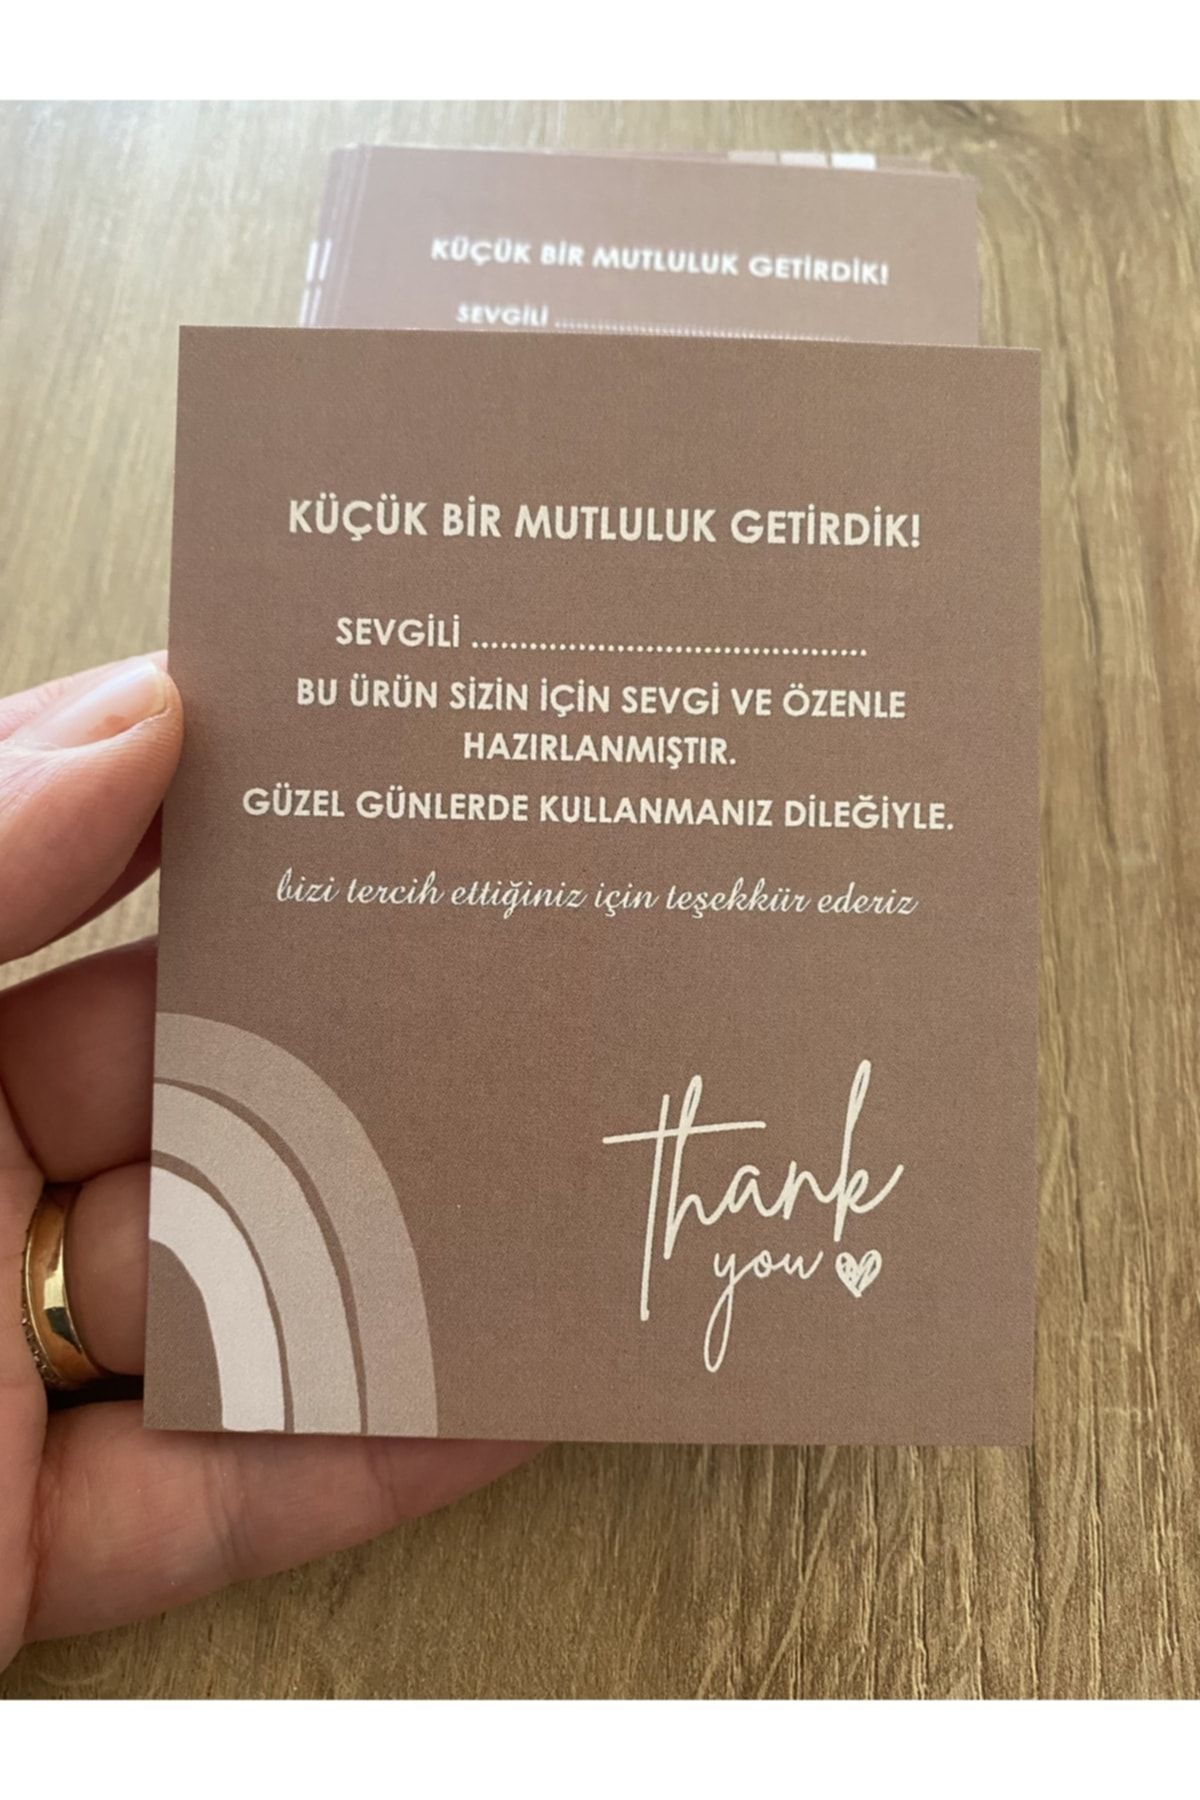 KÜÇÜK BİR MUTLULUK GETİRDİK!
SEVGİLİ ........................................
KÜÇÜK BİR MUTLULUK GETİRDİK!
SEVGİLİ ........................................
BU ÜRÜN SİZİN İÇİN SEVGİ VE ÖZENLE
HAZIRLANMIŞTIR.
GÜZEL GÜNLERDE KULLANMANIZ DİLEĞİYLE.
bizi tercih ettiğiniz için teşekkür ederiz
thank
you